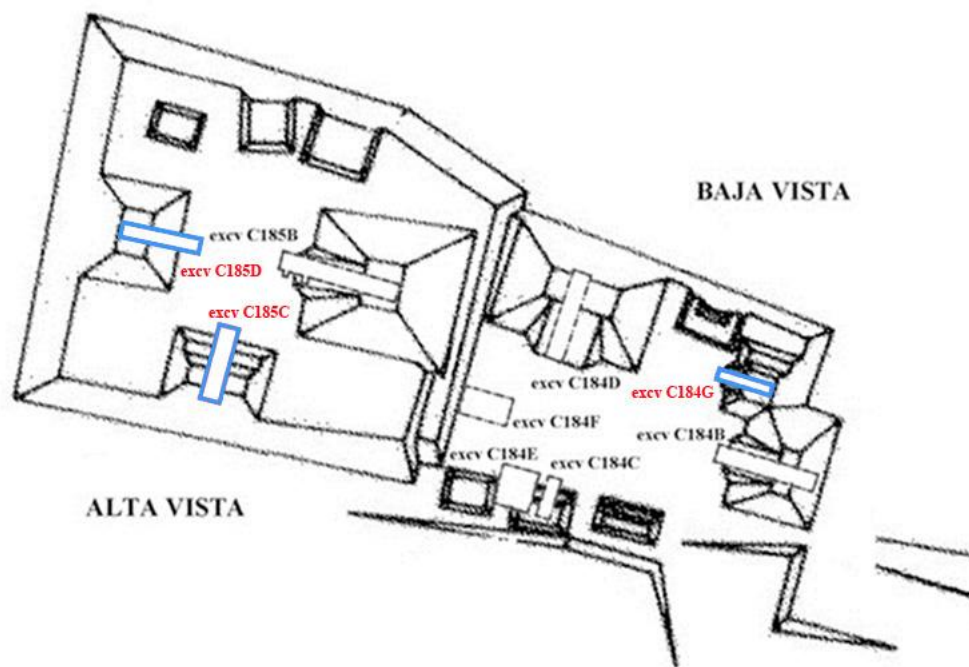 BAJA VISTA
excv C185B
excv C185D
excv C185C
excv C184D
excv C184G
excv C184F
excv C184B
excv C184E
excv C184C
ALTA VISTA